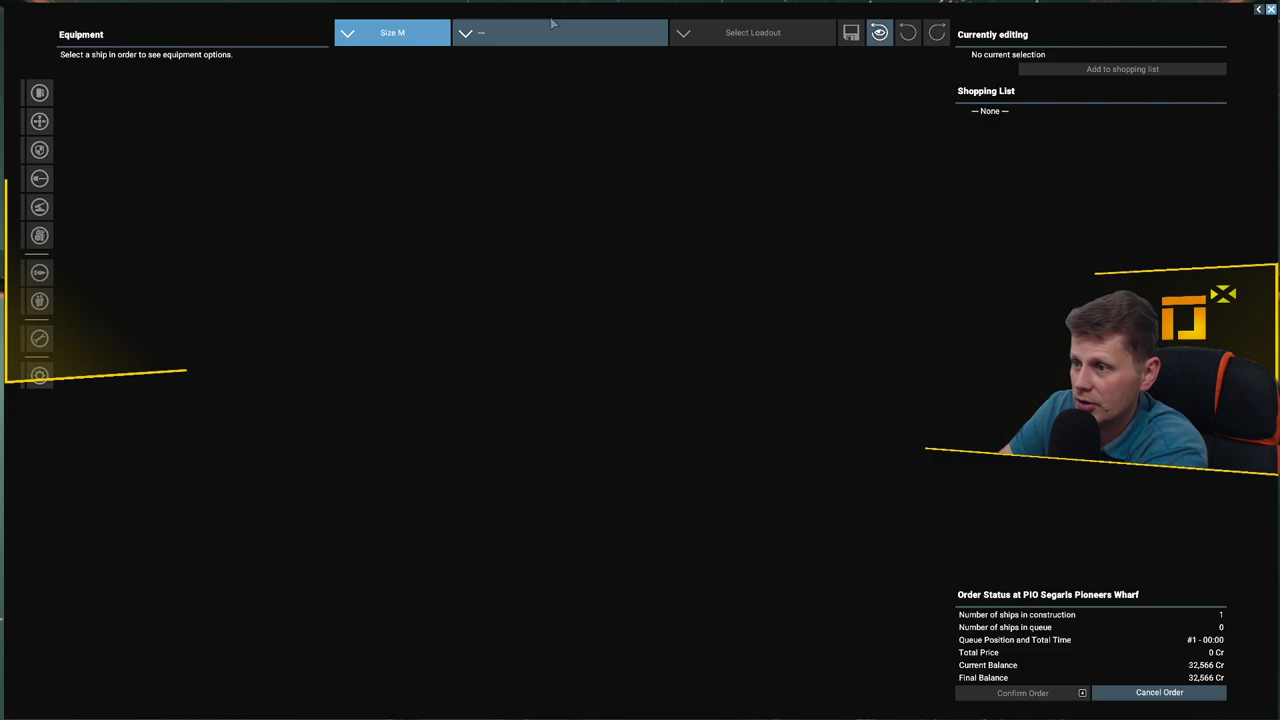 Equipment
Select a ship in order to see equipment options.
Size M
---
Select Loadout
Currently editing
No current selection
Add to shopping list
Shopping List
— None —
Order Status at PIO Segaris Pioneers Wharf
Number of ships in construction 1
Number of ships in queue 0
Queue Position and Total Time #1 - 00:00
Total Price 0 Cr
Current Balance 32,566 Cr
Final Balance 32,566 Cr
Confirm Order 4
Cancel Order